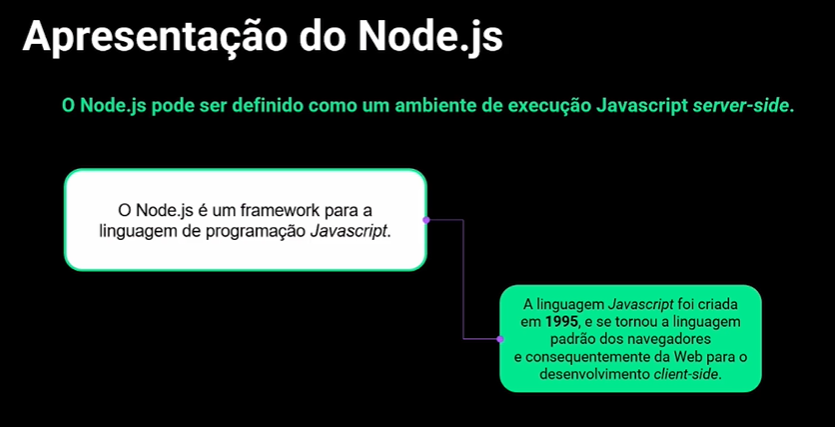 Apresentação do Node.js
O Node.js pode ser definido como um ambiente de execução Javascript server-side.
O Node.js é um framework para a
linguagem de programação Javascript.
A linguagem Javascript foi criada
em 1995, e se tornou a linguagem
padrão dos navegadores
e consequentemente da Web para o
desenvolvimento client-side.